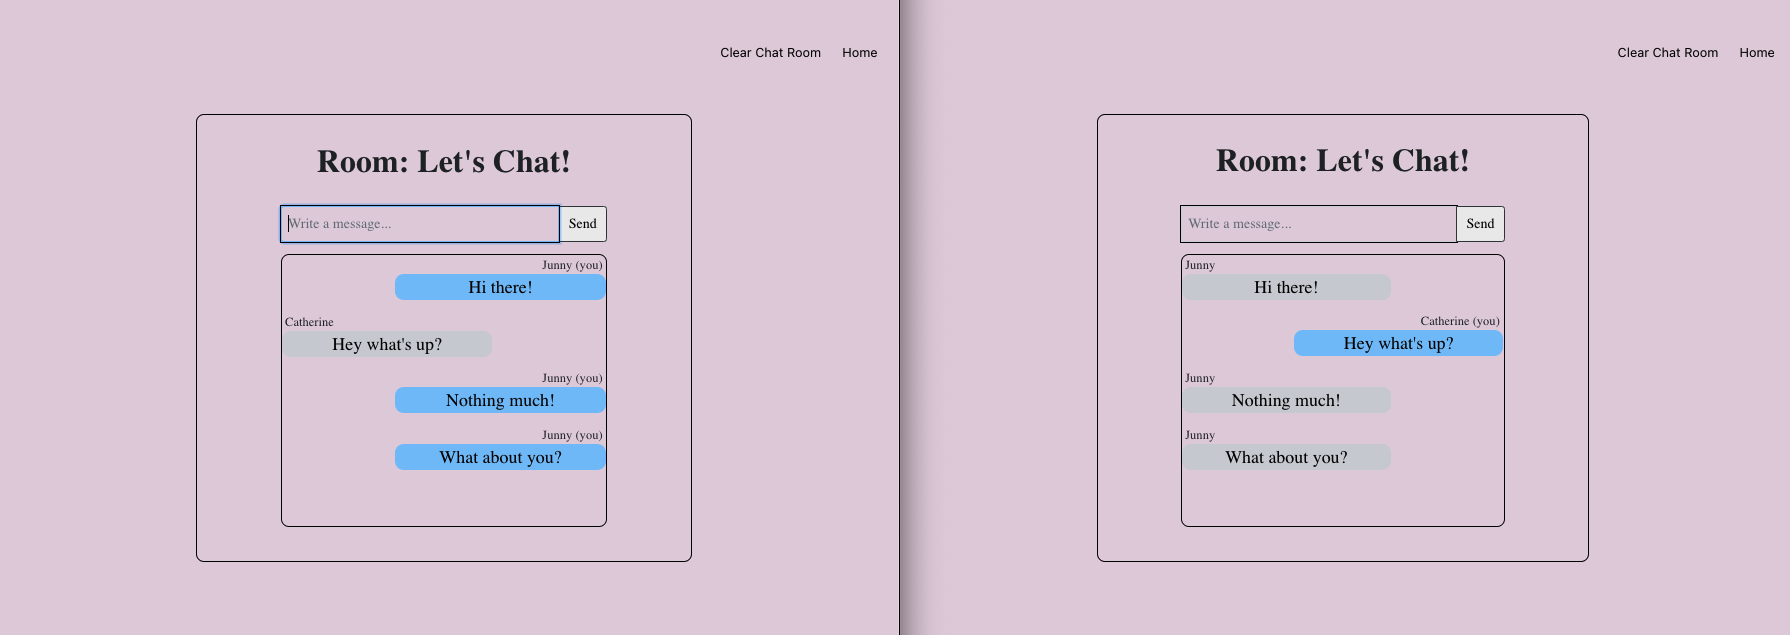 Clear Chat Room Home
Room: Let's Chat!
Write a message...
Send
Junny (you)
Hi there!
Catherine
Hey what's up?
Junny (you)
Nothing much!
Junny (you)
What about you?
Clear Chat Room Home
Room: Let's Chat!
Write a message...
Send
Junny
Hi there!
Catherine (you)
Hey what's up?
Junny
Nothing much!
Junny
What about you?